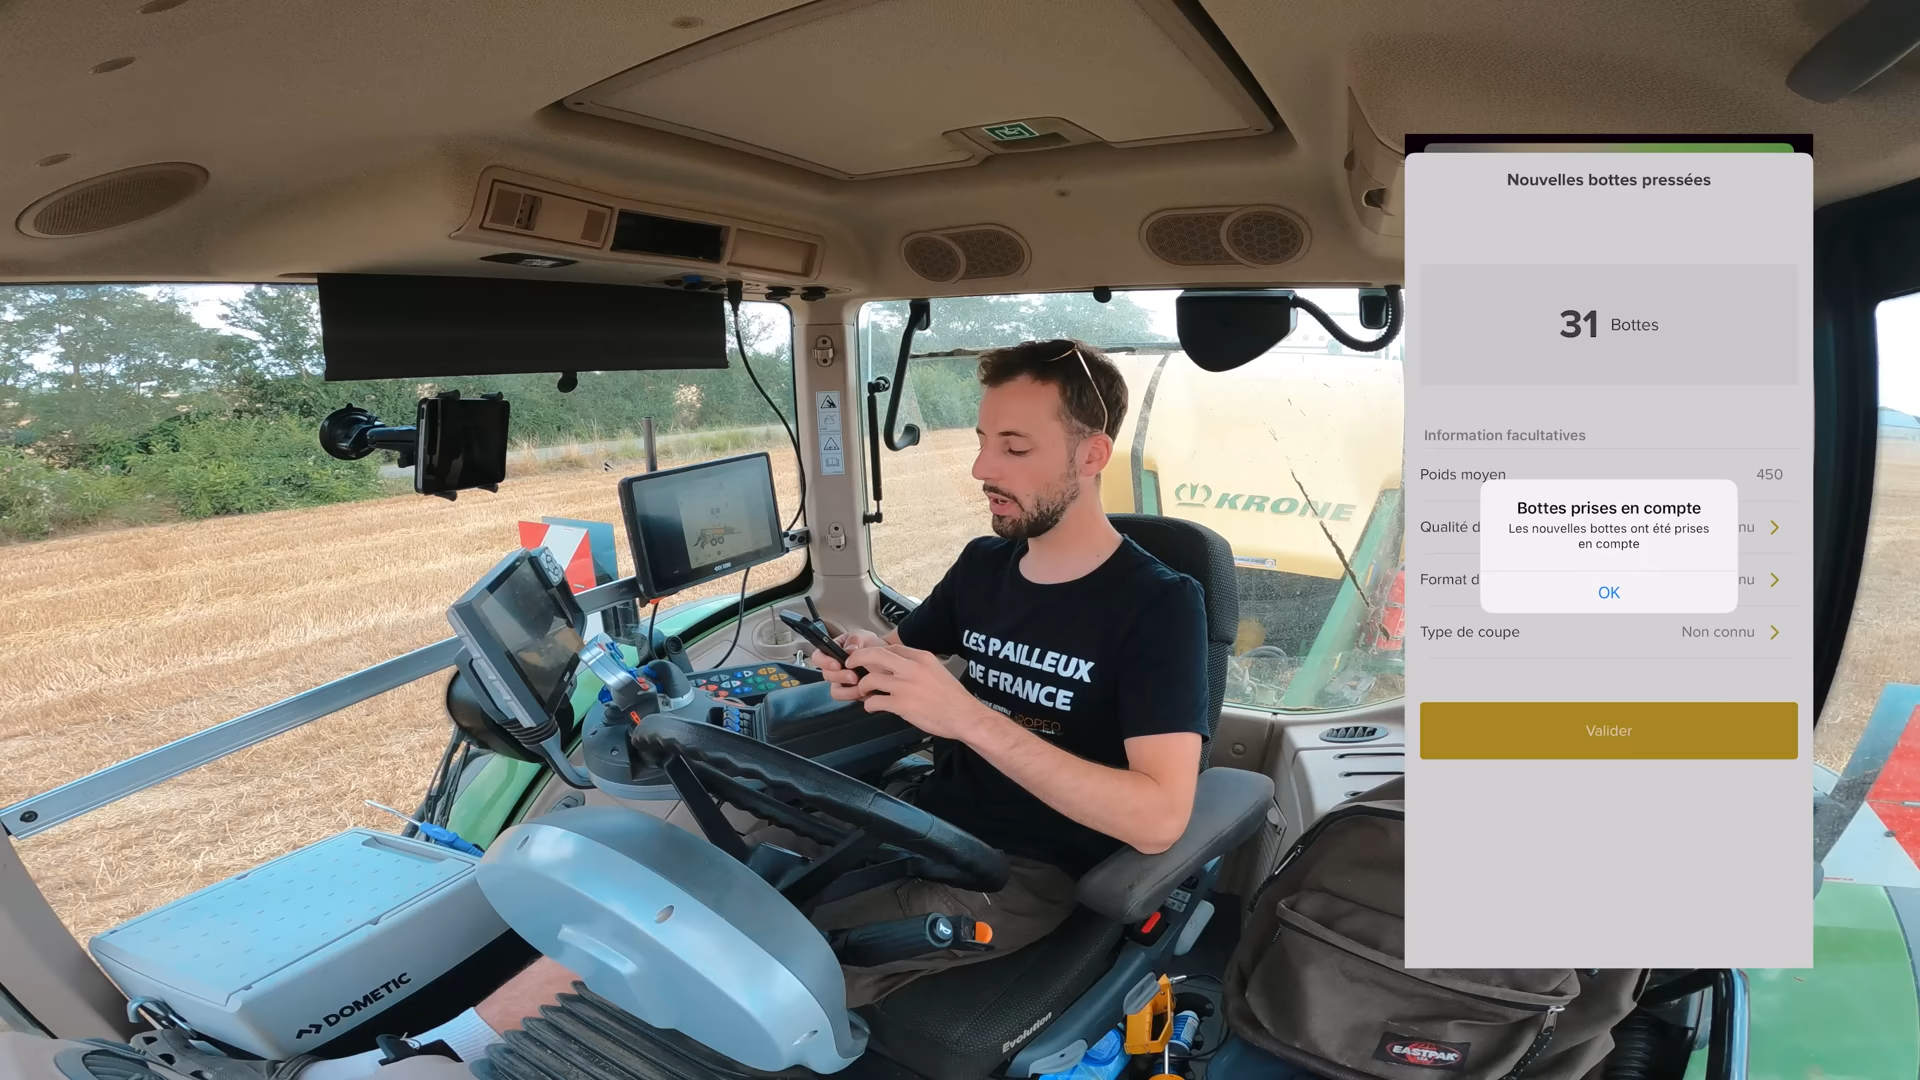 Nouvelles bottes pressées
31 Bottes
Information facultatives
Poids moyen 450
Qualité d
nu
Format d
nu
Type de coupe Non connu
Bottes prises en compte
Les nouvelles bottes ont été prises
en compte
OK
Valider
KRONE
LES PAILLEUX
DE FRANCE
DOMETIC
Evolution
EASTPAK